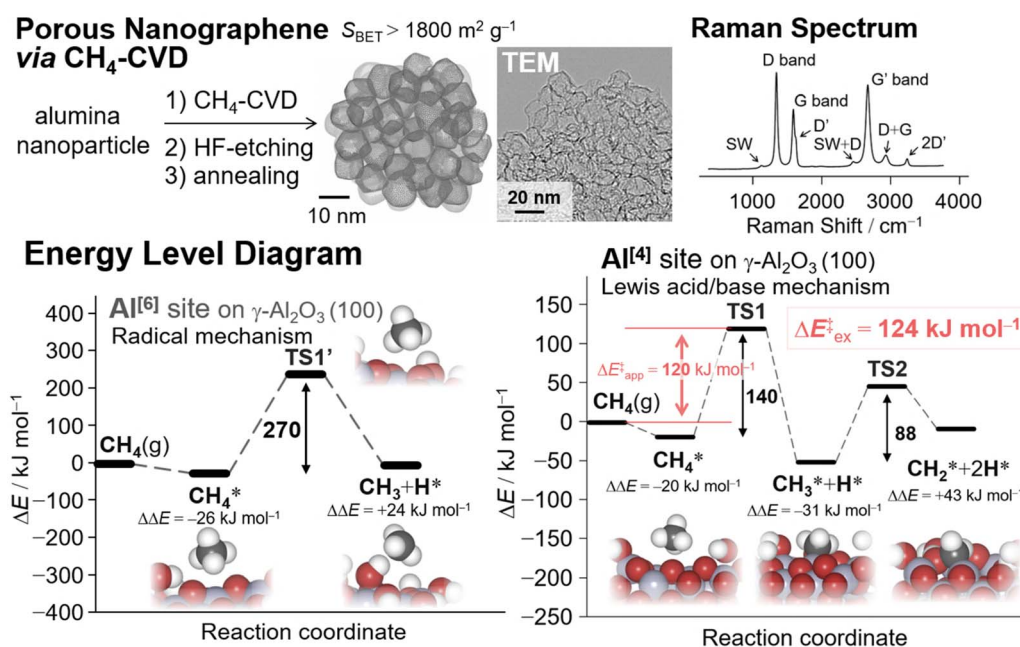 Porous Nanographene
via CH₄-CVD
S_BET > 1800 m² g⁻¹
alumina
nanoparticle
1) CH₄-CVD
2) HF-etching
3) annealing
10 nm
TEM
20 nm
Raman Spectrum
D band
G' band
G band
D'
SW
SW+D
D+G
2D'
1000 2000 3000 4000
Raman Shift / cm⁻¹
Energy Level Diagram
Al[6] site on γ-Al₂O₃ (100)
Radical mechanism
TS1'
270
CH₄(g)
CH₄*
ΔΔE = –26 kJ mol⁻¹
CH₃+H*
ΔΔE = +24 kJ mol⁻¹
400
300
200
100
0
−100
−200
−300
−400
ΔE / kJ mol⁻¹
Reaction coordinate
Al[4] site on γ-Al₂O₃ (100)
Lewis acid/base mechanism
TS1
ΔE‡ex = 124 kJ mol⁻¹
ΔE‡app = 120 kJ mol⁻¹
140
TS2
88
CH₄(g)
CH₄*
ΔΔE = –20 kJ mol⁻¹
CH₃*+H*
ΔΔE = –31 kJ mol⁻¹
CH₂*+2H*
ΔΔE = +43 kJ mol⁻¹
150
100
50
0
−50
−100
−150
−200
−250
ΔE / kJ mol⁻¹
Reaction coordinate